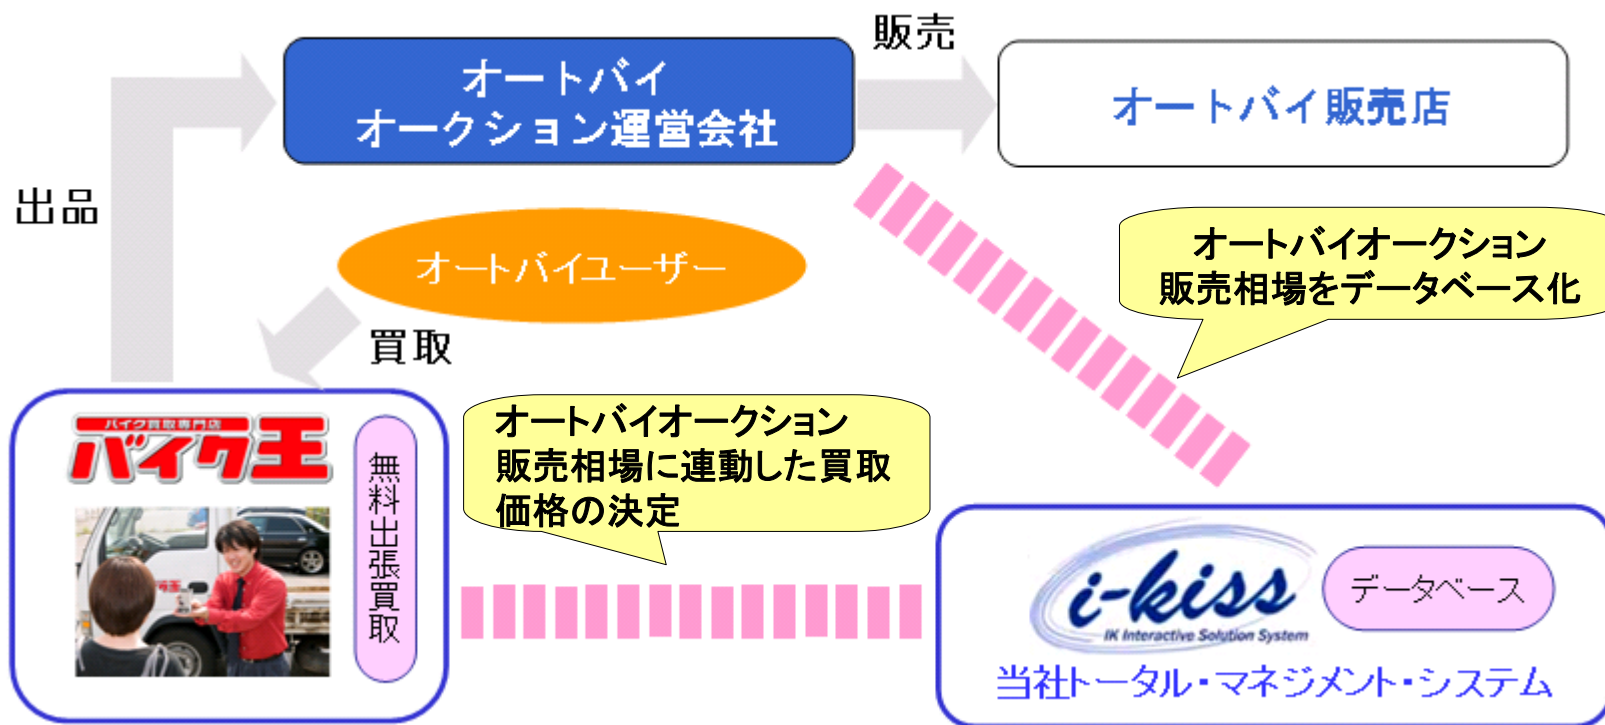 販売
オートバイ
オークション運営会社
オートバイ販売店
出品
オートバイユーザー
オートバイオークション
販売相場をデータベース化
買取
バイク買取専門店
バイク王
無料出張買取
オートバイオークション
販売相場に連動した買取
価格の決定
i-kiss
IK Interactive Solution System
データベース
当社トータル・マネジメント・システム